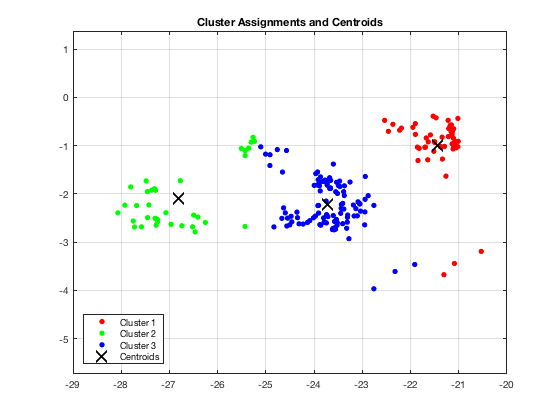 Cluster Assignments and Centroids
1
0
-1
-2
-3
-4
-5
Cluster 1
Cluster 2
Cluster 3
Centroids
-29 -28 -27 -26 -25 -24 -23 -22 -21 -20